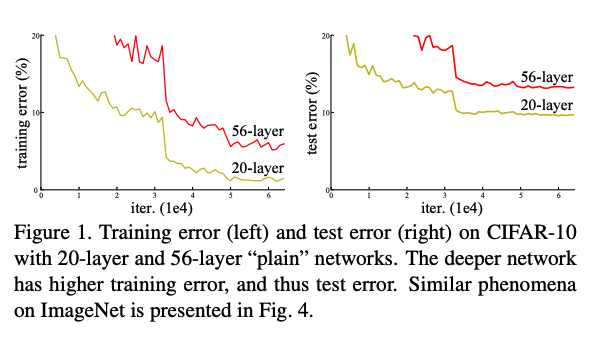 20
10
0
0 1 2 3 4 5 6
training error (%)
iter. (1e4)
56-layer
20-layer
20
10
0
0 1 2 3 4 5 6
test error (%)
iter. (1e4)
56-layer
20-layer
Figure 1. Training error (left) and test error (right) on CIFAR-10
with 20-layer and 56-layer “plain” networks. The deeper network
has higher training error, and thus test error. Similar phenomena
on ImageNet is presented in Fig. 4.